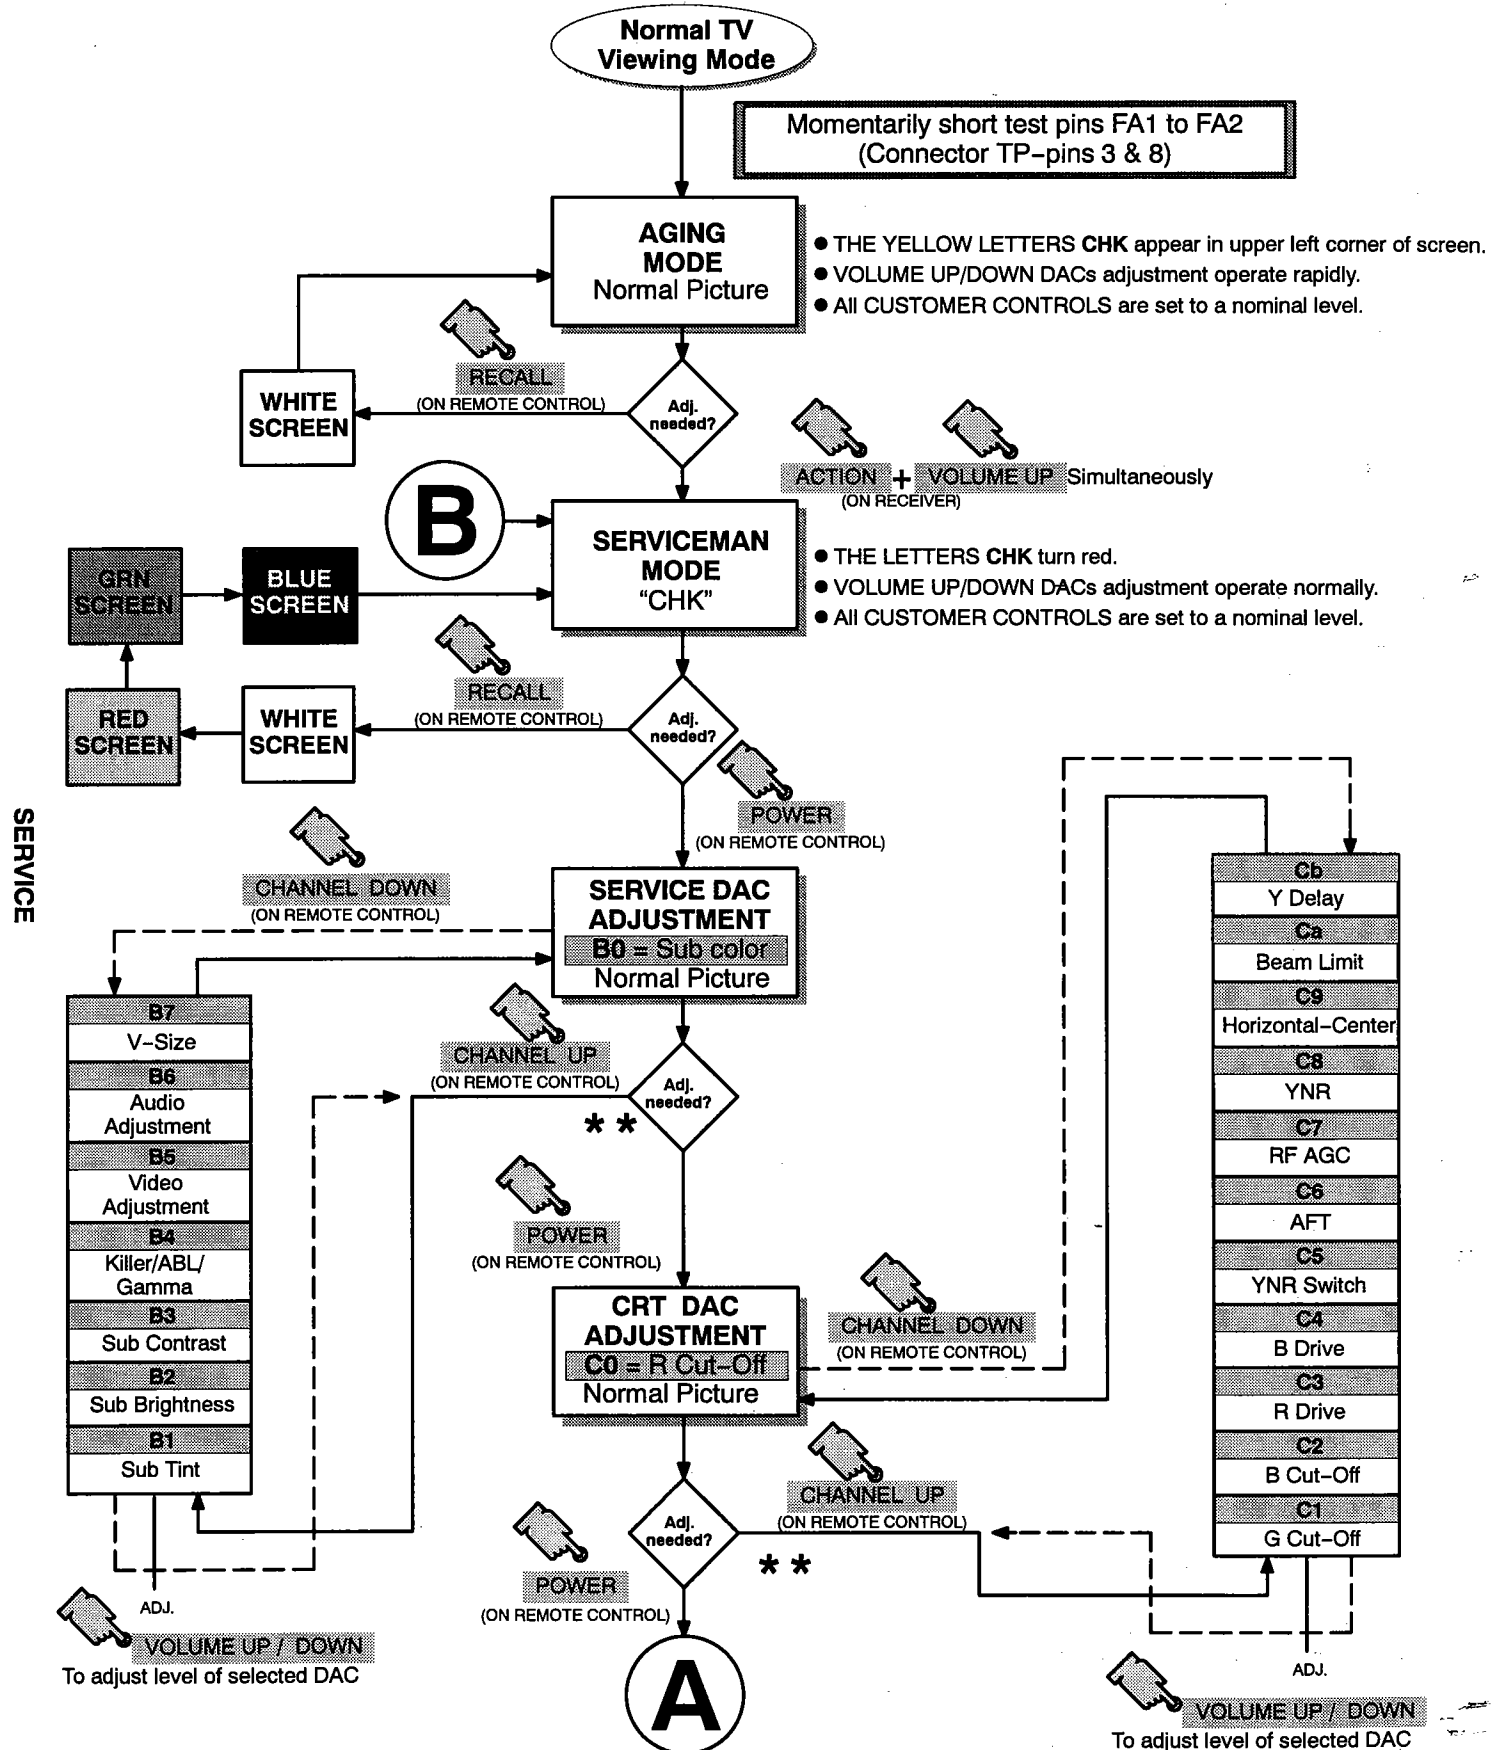 Normal TV
Viewing Mode
Momentarily short test pins FA1 to FA2
(Connector TP–pins 3 & 8)
AGING
MODE
Normal Picture
● THE YELLOW LETTERS CHK appear in upper left corner of screen.
● VOLUME UP/DOWN DACs adjustment operate rapidly.
● All CUSTOMER CONTROLS are set to a nominal level.
RECALL
(ON REMOTE CONTROL)
WHITE
SCREEN
Adj.
needed?
ACTION + VOLUME UP Simultaneously
(ON RECEIVER)
B
SERVICEMAN
MODE
“CHK”
● THE LETTERS CHK turn red.
● VOLUME UP/DOWN DACs adjustment operate normally.
● All CUSTOMER CONTROLS are set to a nominal level.
GRN
SCREEN
BLUE
SCREEN
RECALL
(ON REMOTE CONTROL)
RED
SCREEN
WHITE
SCREEN
Adj.
needed?
POWER
(ON REMOTE CONTROL)
SERVICE
CHANNEL DOWN
(ON REMOTE CONTROL)
SERVICE DAC
ADJUSTMENT
B0 = Sub color
Normal Picture
CHANNEL UP
(ON REMOTE CONTROL)
Adj.
needed?
**
B7
V–Size
B6
Audio
Adjustment
B5
Video
Adjustment
B4
Killer/ABL/
Gamma
B3
Sub Contrast
B2
Sub Brightness
B1
Sub Tint
ADJ.
VOLUME UP / DOWN
To adjust level of selected DAC
POWER
(ON REMOTE CONTROL)
CRT DAC
ADJUSTMENT
C0 = R Cut–Off
Normal Picture
CHANNEL DOWN
(ON REMOTE CONTROL)
CHANNEL UP
(ON REMOTE CONTROL)
Adj.
needed?
**
POWER
(ON REMOTE CONTROL)
A
Cb
Y Delay
Ca
Beam Limit
C9
Horizontal–Center
C8
YNR
C7
RF AGC
C6
AFT
C5
YNR Switch
C4
B Drive
C3
R Drive
C2
B Cut–Off
C1
G Cut–Off
ADJ.
VOLUME UP / DOWN
To adjust level of selected DAC